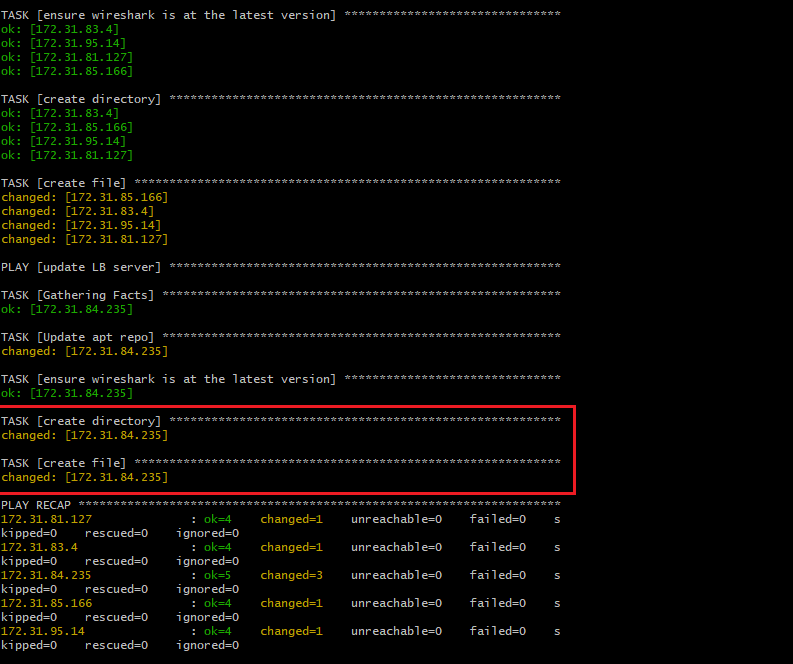 TASK [ensure wireshark is at the latest version] *******************************
ok: [172.31.83.4]
ok: [172.31.95.14]
ok: [172.31.81.127]
ok: [172.31.85.166]
TASK [create directory] ********************************************************
ok: [172.31.83.4]
ok: [172.31.85.166]
ok: [172.31.95.14]
ok: [172.31.81.127]
TASK [create file] *************************************************************
changed: [172.31.85.166]
changed: [172.31.83.4]
changed: [172.31.95.14]
changed: [172.31.81.127]
PLAY [update LB server] ********************************************************
TASK [Gathering Facts] *********************************************************
ok: [172.31.84.235]
TASK [Update apt repo] *********************************************************
changed: [172.31.84.235]
TASK [ensure wireshark is at the latest version] *******************************
ok: [172.31.84.235]
TASK [create directory] ********************************************************
changed: [172.31.84.235]
TASK [create file] *************************************************************
changed: [172.31.84.235]
PLAY RECAP *********************************************************************
172.31.81.127              : ok=4    changed=1    unreachable=0    failed=0    s
kipped=0    rescued=0    ignored=0
172.31.83.4                : ok=4    changed=1    unreachable=0    failed=0    s
kipped=0    rescued=0    ignored=0
172.31.84.235              : ok=5    changed=3    unreachable=0    failed=0    s
kipped=0    rescued=0    ignored=0
172.31.85.166              : ok=4    changed=1    unreachable=0    failed=0    s
kipped=0    rescued=0    ignored=0
172.31.95.14               : ok=4    changed=1    unreachable=0    failed=0    s
kipped=0    rescued=0    ignored=0